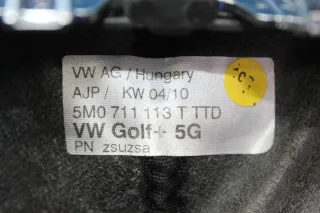 VW AG / Hungary
AJP / KW 04/10
5M0 711 113 T TTD
VW Golf+ 5G
PN zsuzsa